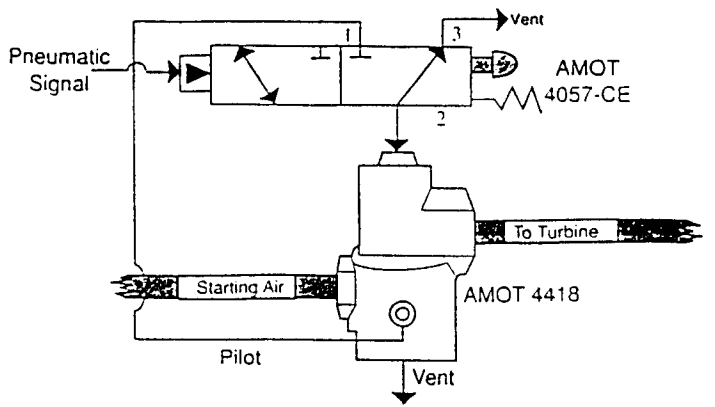 1
3
Vent
Pneumatic
Signal
AMOT
4057-CE
2
To Turbine
Starting Air
AMOT 4418
Pilot
Vent